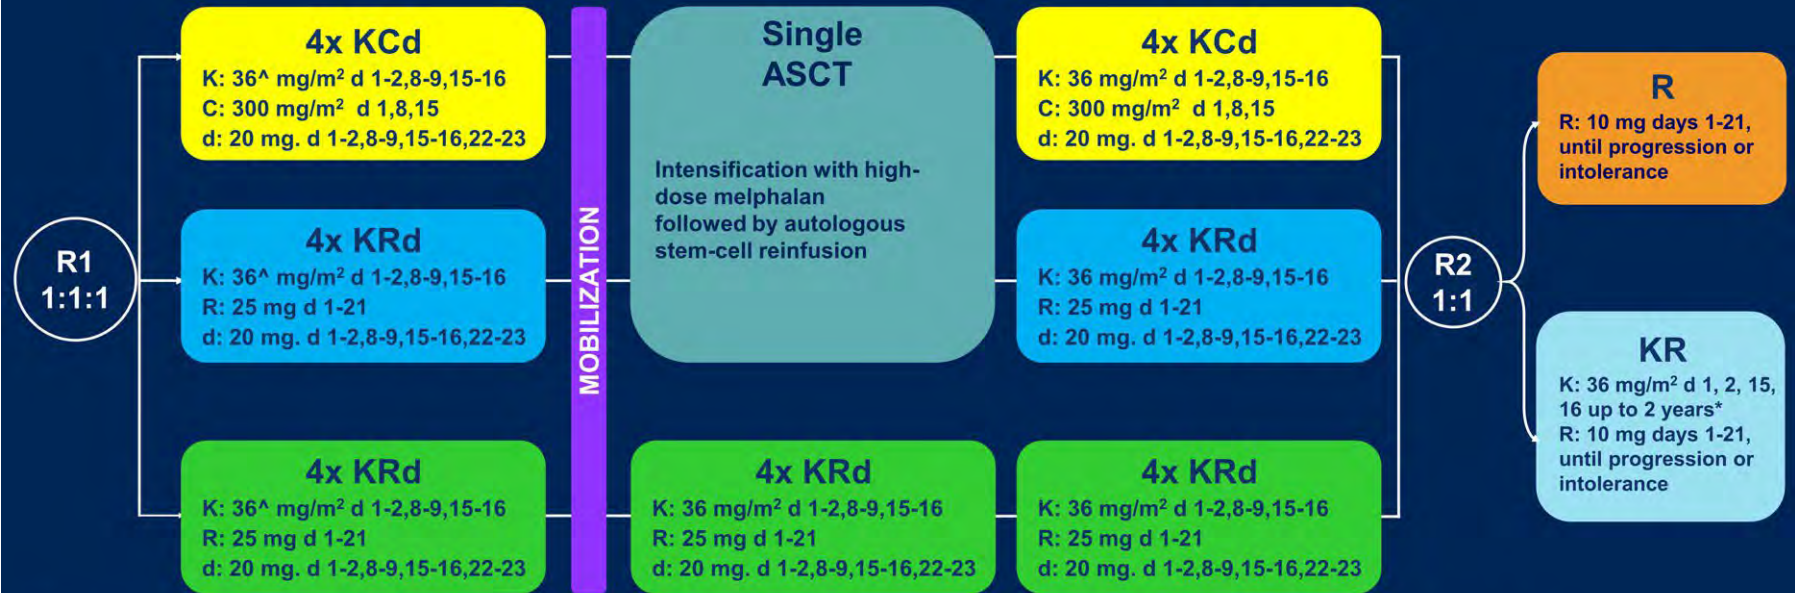 R1
1:1:1
4x KCd
K: 36^ mg/m² d 1-2,8-9,15-16
C: 300 mg/m²  d 1,8,15
d: 20 mg. d 1-2,8-9,15-16,22-23
4x KRd
K: 36^ mg/m² d 1-2,8-9,15-16
R: 25 mg d 1-21
d: 20 mg. d 1-2,8-9,15-16,22-23
4x KRd
K: 36^ mg/m² d 1-2,8-9,15-16
R: 25 mg d 1-21
d: 20 mg. d 1-2,8-9,15-16,22-23
MOBILIZATION
Single
ASCT
Intensification with high-
dose melphalan
followed by autologous
stem-cell reinfusion
4x KRd
K: 36 mg/m² d 1-2,8-9,15-16
R: 25 mg d 1-21
d: 20 mg. d 1-2,8-9,15-16,22-23
4x KCd
K: 36 mg/m² d 1-2,8-9,15-16
C: 300 mg/m²  d 1,8,15
d: 20 mg. d 1-2,8-9,15-16,22-23
4x KRd
K: 36 mg/m² d 1-2,8-9,15-16
R: 25 mg d 1-21
d: 20 mg. d 1-2,8-9,15-16,22-23
4x KRd
K: 36 mg/m² d 1-2,8-9,15-16
R: 25 mg d 1-21
d: 20 mg. d 1-2,8-9,15-16,22-23
R2
1:1
R
R: 10 mg days 1-21,
until progression or
intolerance
KR
K: 36 mg/m² d 1, 2, 15,
16 up to 2 years*
R: 10 mg days 1-21,
until progression or
intolerance